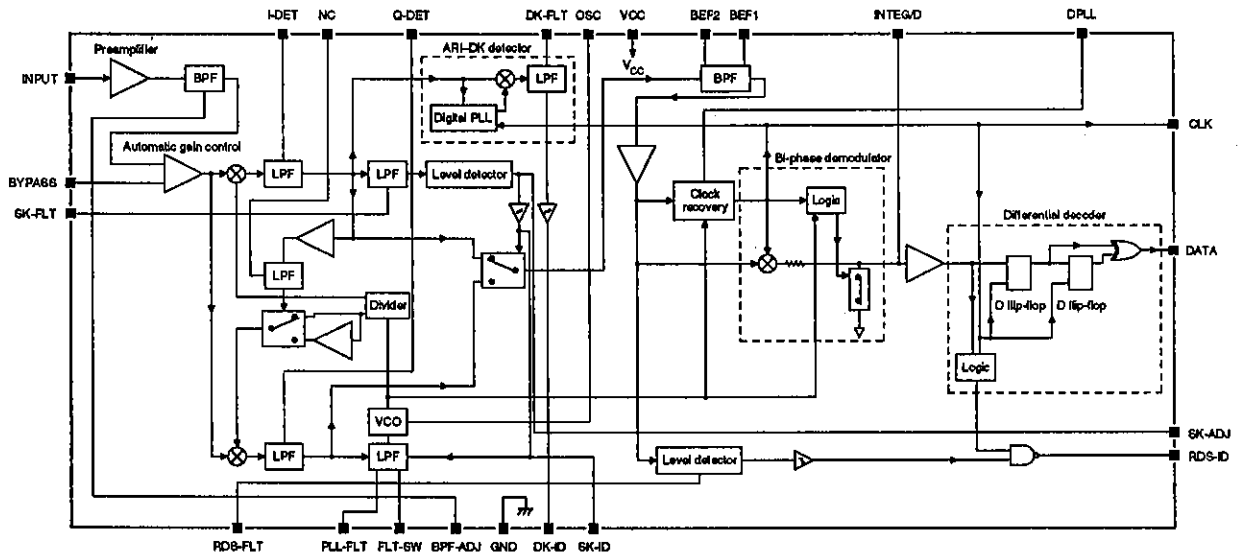 I-DET NC Q-DET DK-FLT OSC VCC BEF2 BEF1 INTEG/D DPLL
Preamplifier
ARI-DK detector
INPUT
BPF
LPF
VCC
BPF
Digital PLL
CLK
Automatic gain control
Bi-phase demodulator
BYPASS
LPF
LPF
Level detector
Clock
recovery
Logic
SK-FLT
Differential decoder
DATA
LPF
Divider
D flip-flop
D flip-flop
Logic
VCO
SK-ADJ
LPF
LPF
Level detector
RDS-ID
RDS-FLT PLL-FLT FLT-SW BPF-ADJ GND DK-ID SK-ID